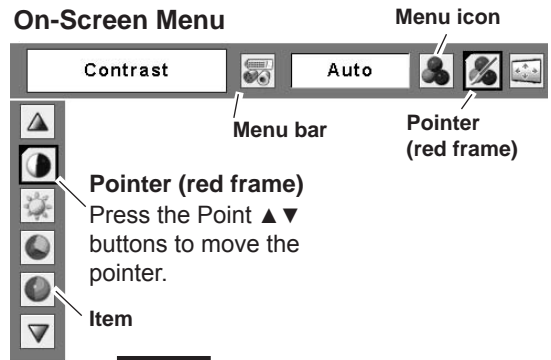 On-Screen Menu
Menu icon
Contrast
Auto
Menu bar
Pointer
(red frame)
Pointer (red frame)
Press the Point ▲▼
buttons to move the
pointer.
Item